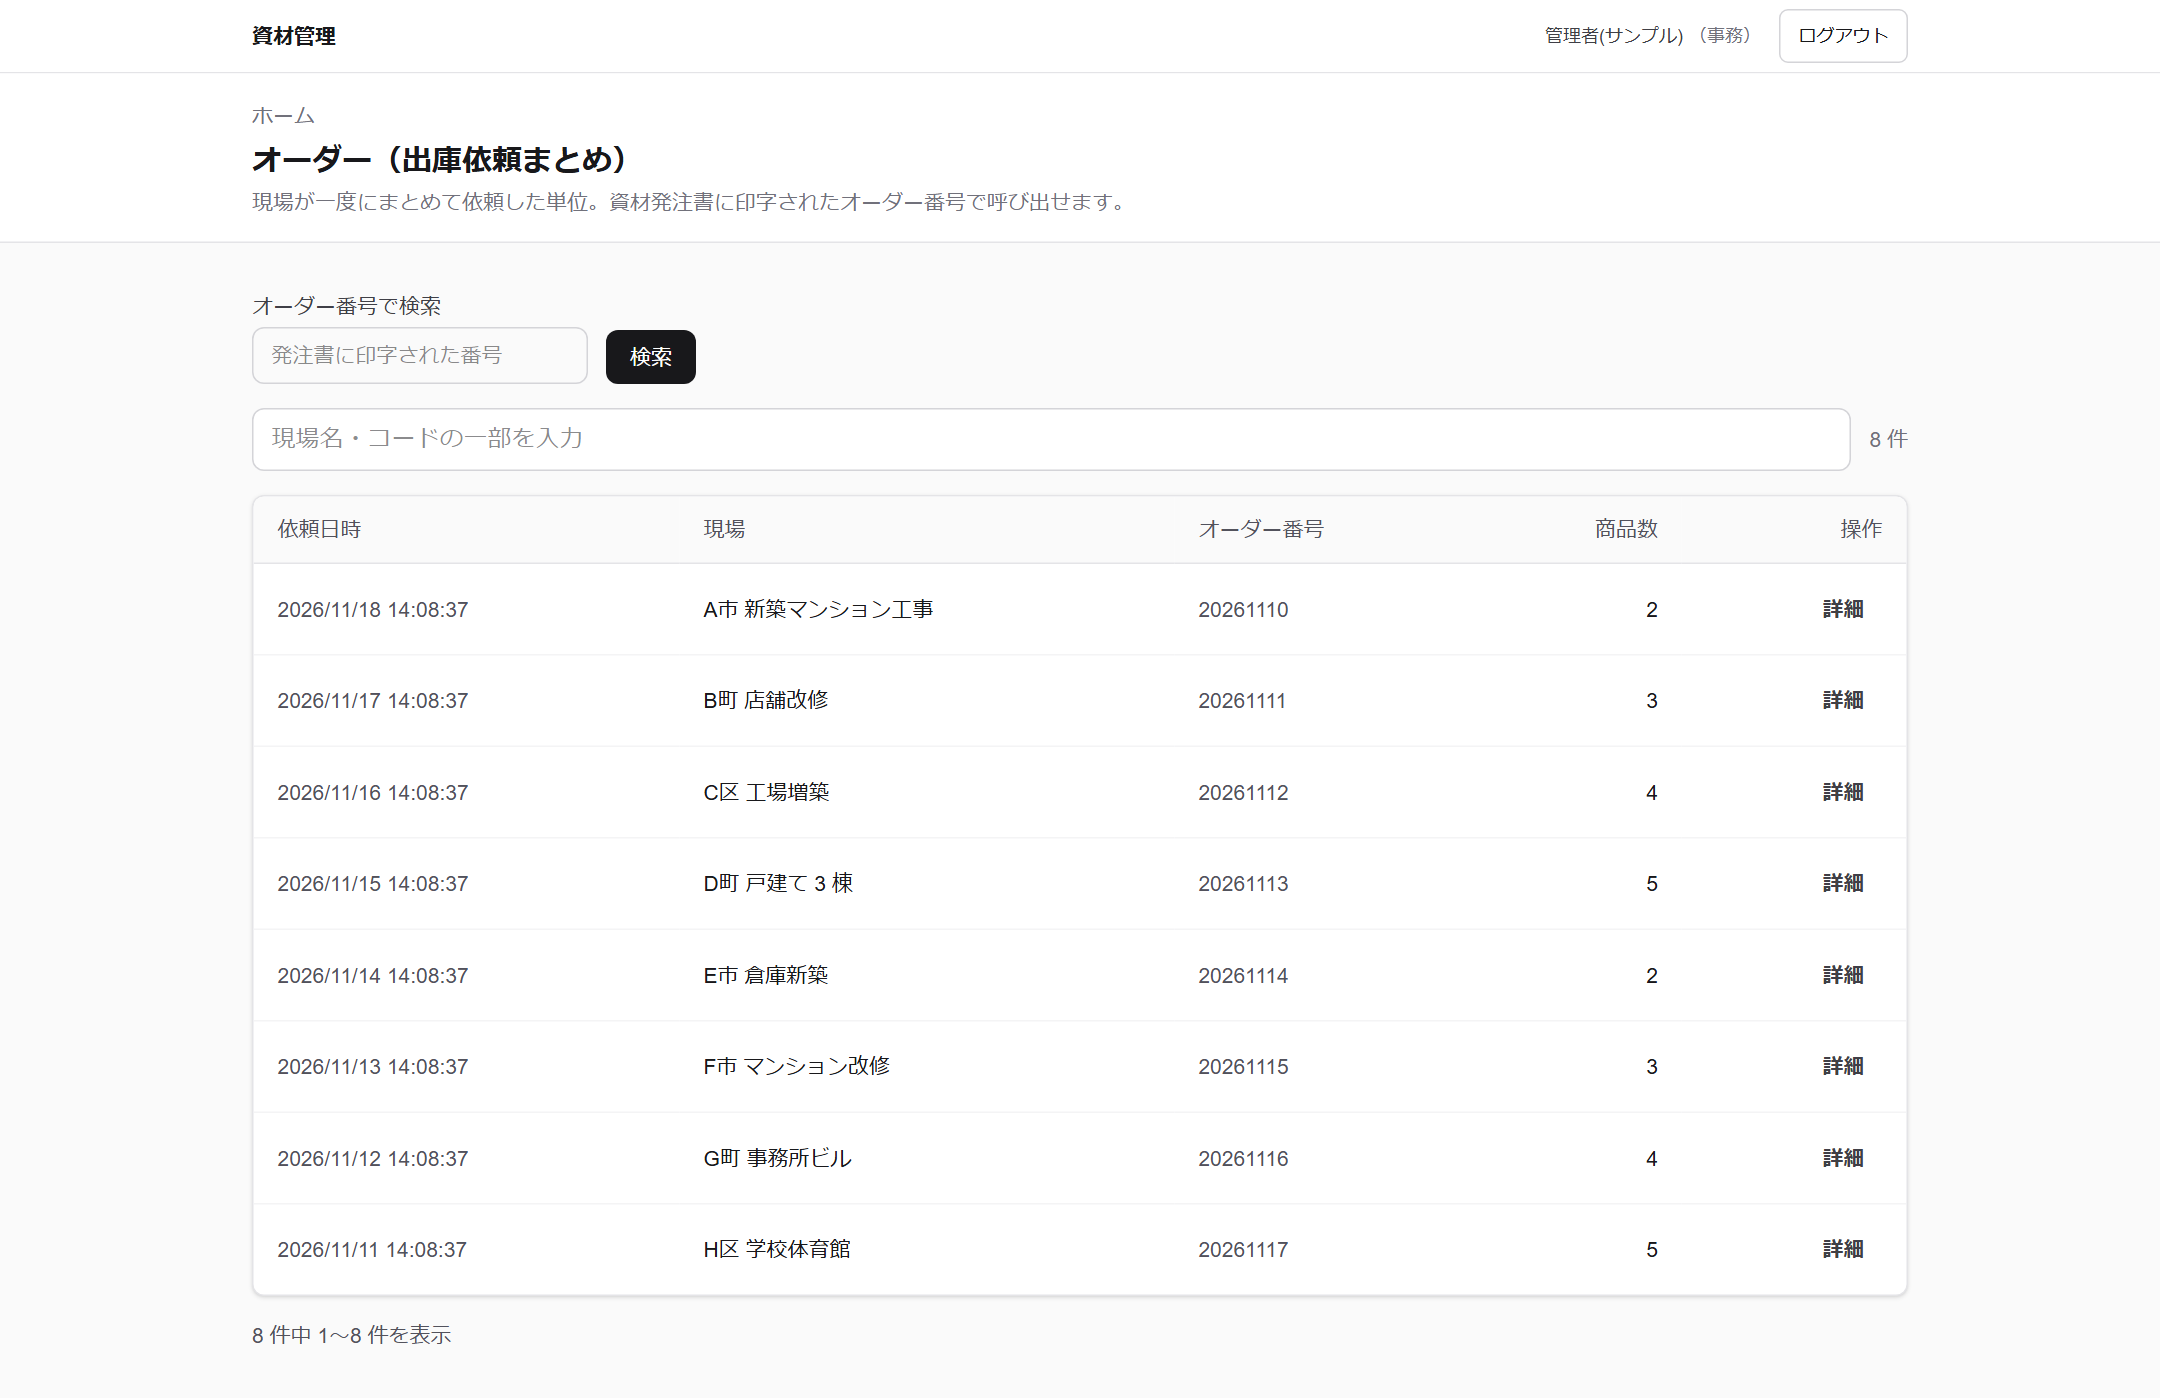 資材管理
管理者(サンプル) （事務） ログアウト
ホーム
オーダー（出庫依頼まとめ）
現場が一度にまとめて依頼した単位。資材発注書に印字されたオーダー番号で呼び出せます。
オーダー番号で検索
発注書に印字された番号 検索
現場名・コードの一部を入力 8 件
依頼日時 現場 オーダー番号 商品数 操作
2026/11/18 14:08:37 A市 新築マンション工事 20261110 2 詳細
2026/11/17 14:08:37 B町 店舗改修 20261111 3 詳細
2026/11/16 14:08:37 C区 工場増築 20261112 4 詳細
2026/11/15 14:08:37 D町 戸建て 3 棟 20261113 5 詳細
2026/11/14 14:08:37 E市 倉庫新築 20261114 2 詳細
2026/11/13 14:08:37 F市 マンション改修 20261115 3 詳細
2026/11/12 14:08:37 G町 事務所ビル 20261116 4 詳細
2026/11/11 14:08:37 H区 学校体育館 20261117 5 詳細
8 件中 1〜8 件を表示